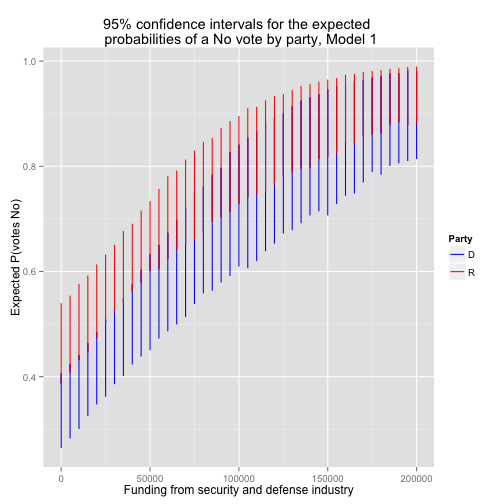 95% confidence intervals for the expected
probabilities of a No vote by party, Model 1
1.0
0.8
0.6
0.4
Expected P(votes No)
Party
D
R
0
50000
100000
150000
200000
Funding from security and defense industry